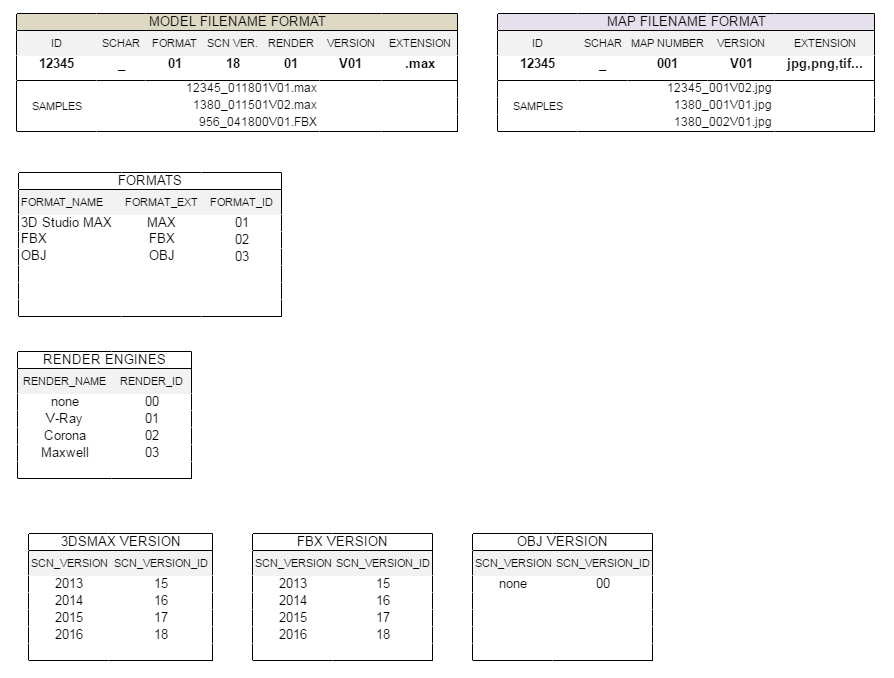 MODEL FILENAME FORMAT
ID SCHAR FORMAT SCN VER. RENDER VERSION EXTENSION
12345 _ 01 18 01 V01 .max
12345_011801V01.max
SAMPLES 1380_011501V02.max
956_041800V01.FBX
MAP FILENAME FORMAT
ID SCHAR MAP NUMBER VERSION EXTENSION
12345 _ 001 V01 jpg,png,tif...
12345_001V02.jpg
SAMPLES 1380_001V01.jpg
1380_002V01.jpg
FORMATS
FORMAT_NAME FORMAT_EXT FORMAT_ID
3D Studio MAX MAX 01
FBX FBX 02
OBJ OBJ 03
RENDER ENGINES
RENDER_NAME RENDER_ID
none 00
V-Ray 01
Corona 02
Maxwell 03
3DSMAX VERSION
SCN_VERSION SCN_VERSION_ID
2013 15
2014 16
2015 17
2016 18
FBX VERSION
SCN_VERSION SCN_VERSION_ID
2013 15
2014 16
2015 17
2016 18
OBJ VERSION
SCN_VERSION SCN_VERSION_ID
none 00